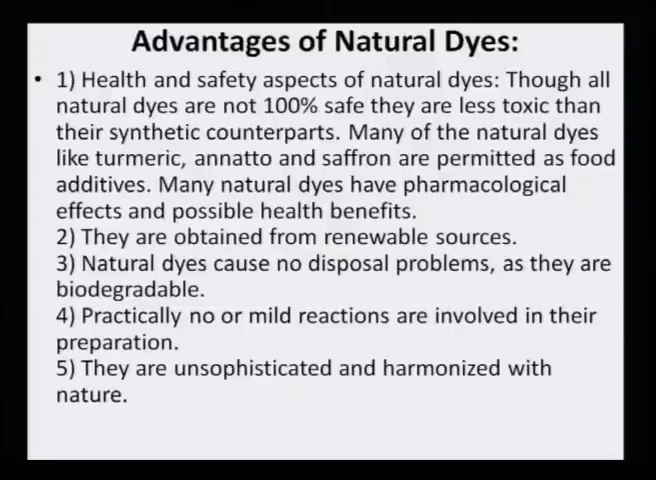 Advantages of Natural Dyes:
• 1) Health and safety aspects of natural dyes: Though all
natural dyes are not 100% safe they are less toxic than
their synthetic counterparts. Many of the natural dyes
like turmeric, annatto and saffron are permitted as food
additives. Many natural dyes have pharmacological
effects and possible health benefits.
2) They are obtained from renewable sources.
3) Natural dyes cause no disposal problems, as they are
biodegradable.
4) Practically no or mild reactions are involved in their
preparation.
5) They are unsophisticated and harmonized with
nature.